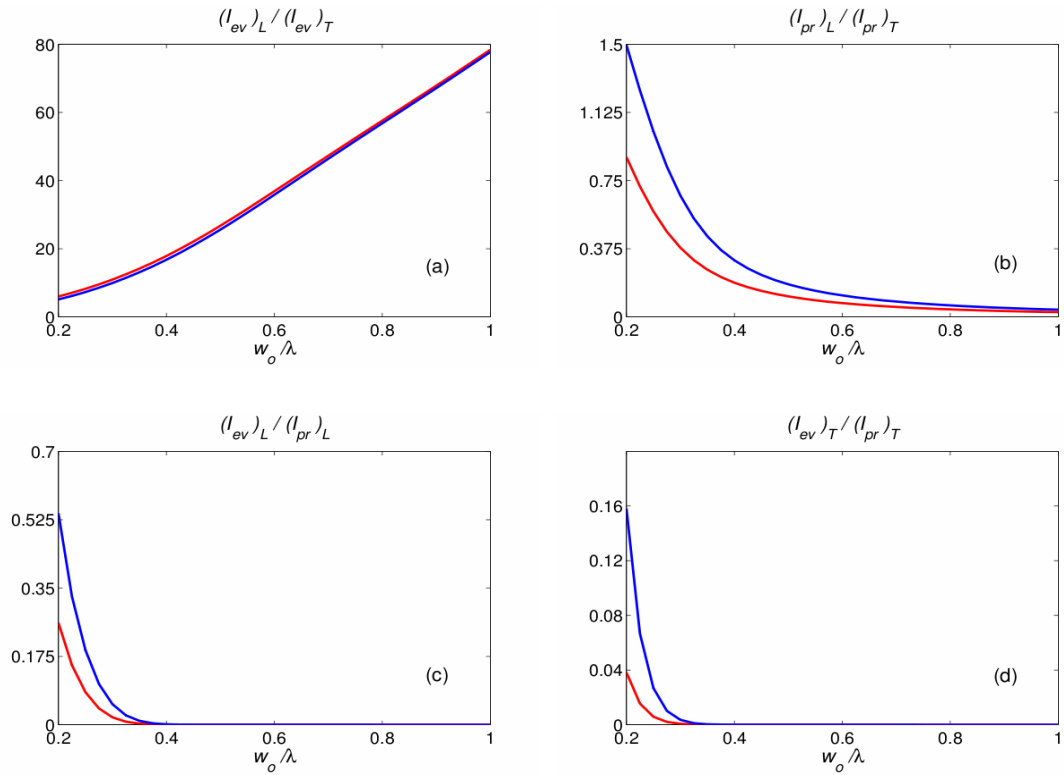 (I_ev)_L / (I_ev)_T
80
60
40
20
0
(a)
0.2 0.4 0.6 0.8 1
w_o/λ
(I_pr)_L / (I_pr)_T
1.5
1.125
0.75
0.375
0
(b)
0.2 0.4 0.6 0.8 1
w_o/λ
(I_ev)_L / (I_pr)_L
0.7
0.525
0.35
0.175
0
(c)
0.2 0.4 0.6 0.8 1
w_o/λ
(I_ev)_T / (I_pr)_T
0.16
0.12
0.08
0.04
0
(d)
0.2 0.4 0.6 0.8 1
w_o/λ